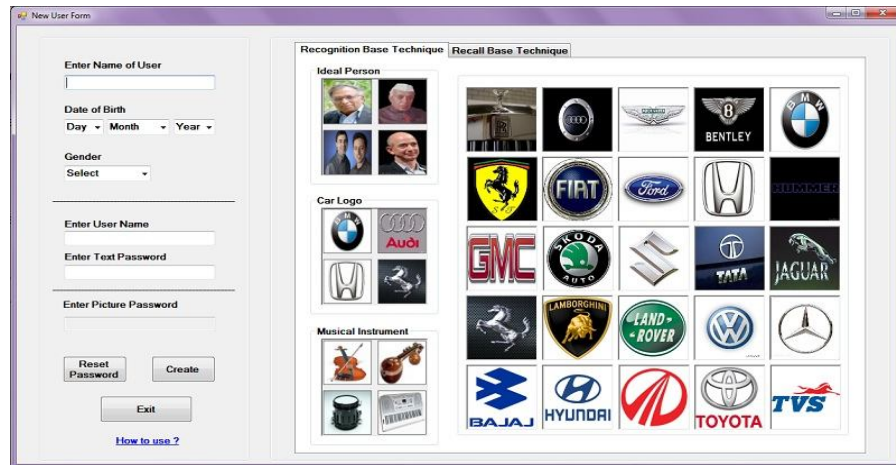 New User Form
Enter Name of User
Date of Birth
Day Month Year
Gender
Select
Enter User Name
Enter Text Password
Enter Picture Password
Reset
Password
Create
Exit
How to use ?
Recognition Base Technique Recall Base Technique
Ideal Person
Car Logo
BMW
Audi
Musical Instrument
BENTLEY
BMW
FIAT
Ford
HUMMER
GMC
SKODA
AUTO
TATA
JAGUAR
LAMBORGHINI
LAND-
-ROVER
BAJAJ
HYUNDAI
TOYOTA
TVS